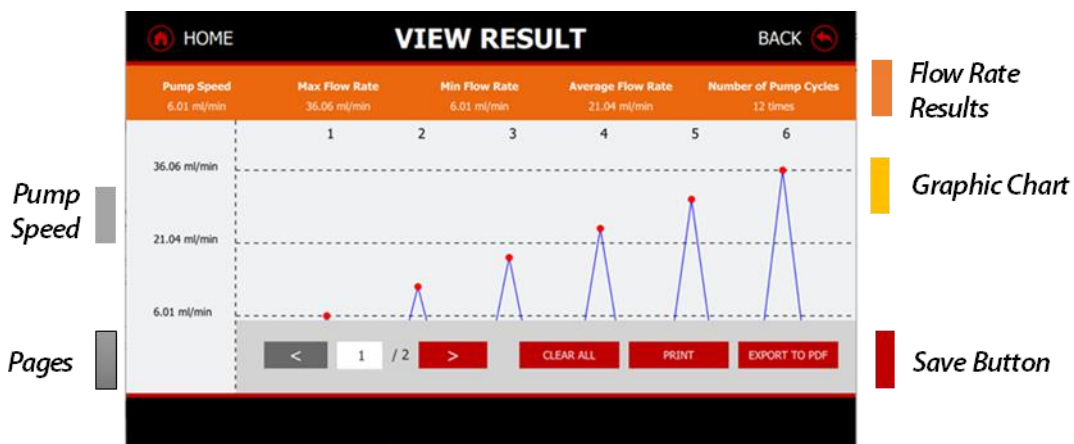 HOME
VIEW RESULT
BACK
Pump Speed
6.01 ml/min
Max Flow Rate
36.06 ml/min
Min Flow Rate
6.01 ml/min
Average Flow Rate
21.04 ml/min
Number of Pump Cycles
12 times
1 2 3 4 5 6
36.06 ml/min
21.04 ml/min
6.01 ml/min
< 1 / 2 >
CLEAR ALL
PRINT
EXPORT TO PDF
Pump
Speed
Pages
Flow Rate
Results
Graphic Chart
Save Button